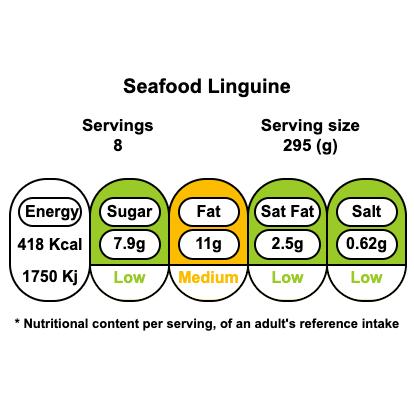 Seafood Linguine
Servings Serving size
8 295 (g)
Energy Sugar Fat Sat Fat Salt
418 Kcal 7.9g 11g 2.5g 0.62g
1750 Kj Low Medium Low Low
* Nutritional content per serving, of an adult's reference intake